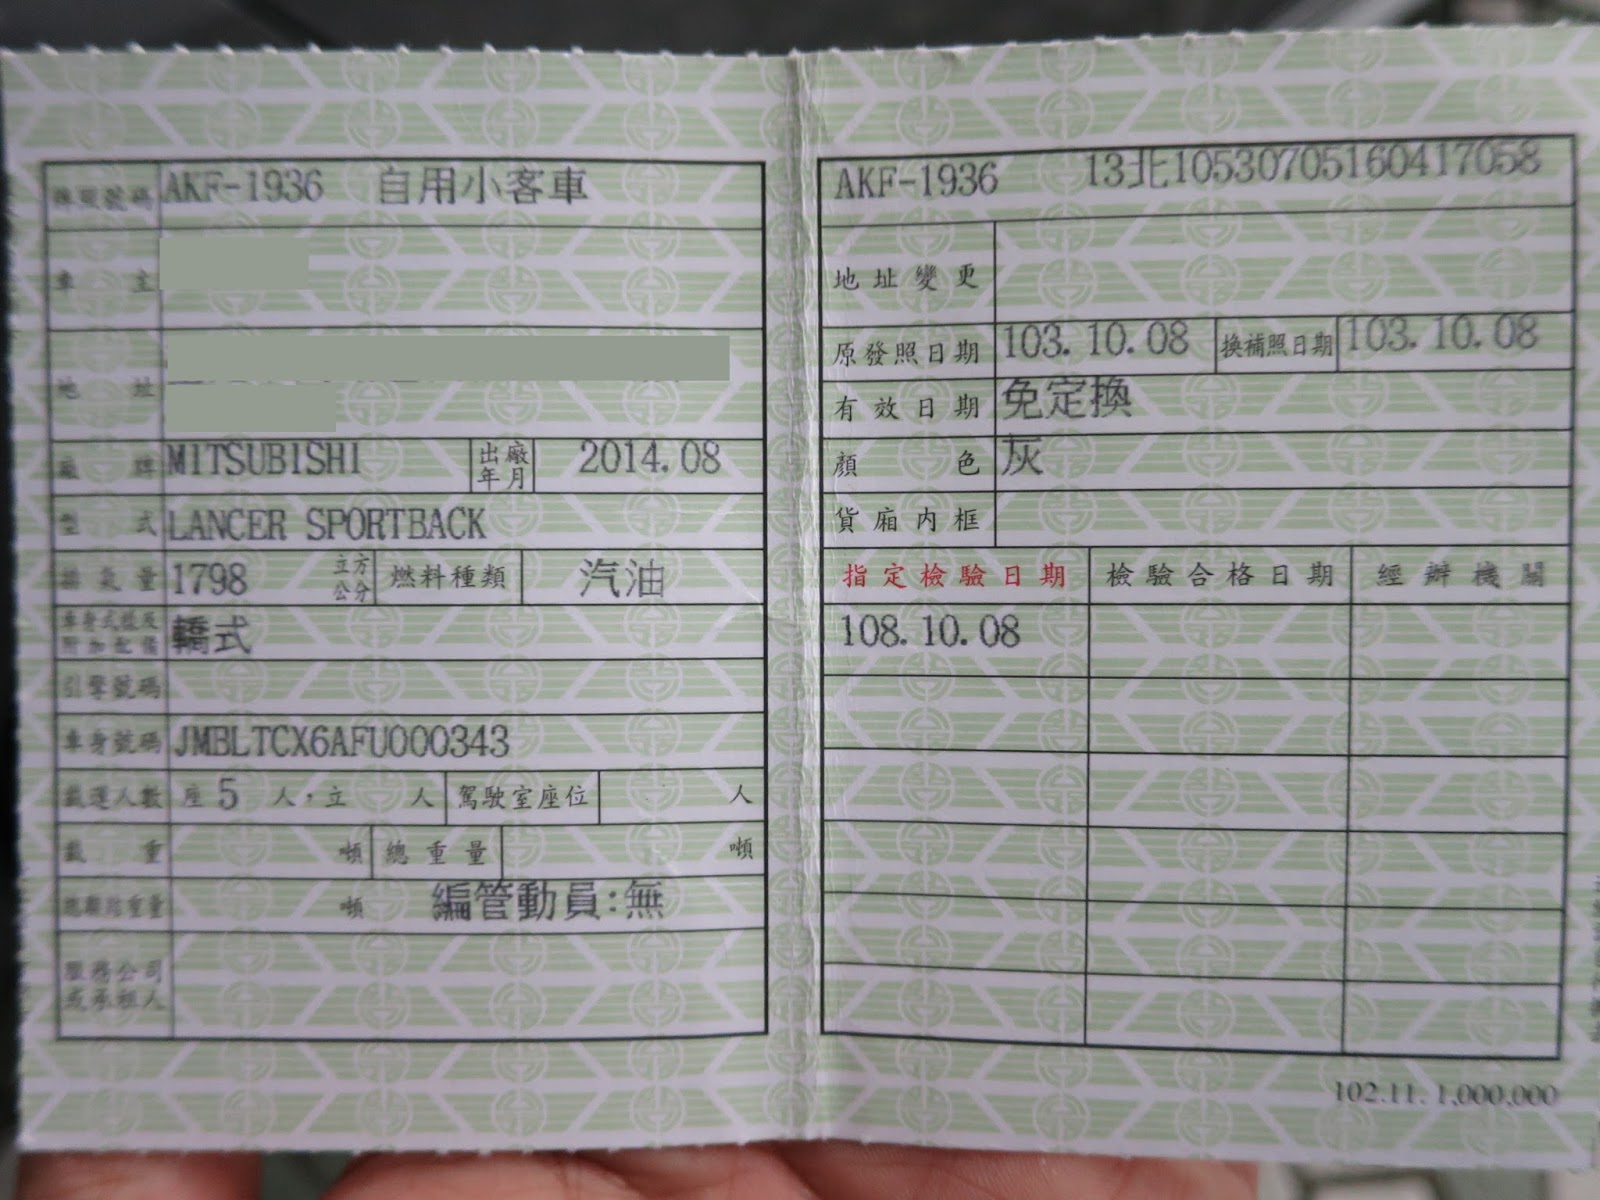 牌照號碼 AKF-1936 自用小客車
車主
地址
廠牌 MITSUBISHI 出廠年月 2014.08
型式 LANCER SPORTBACK
排氣量 1798 立方公分 燃料種類 汽油
車身式樣及附加配備 轎式
引擎號碼
車身號碼 JMBLTCX6AFU000343
載運人數 座 5 人,立 人 駕駛室座位 人
載重 噸 總重量 噸
總聯結重量 噸 編管動員:無
服務公司或承租人
AKF-1936 13北10530705160417058
地址變更
原發照日期 103.10.08 換補照日期 103.10.08
有效日期 免定換
顏色 灰
貨廂內框
指定檢驗日期 檢驗合格日期 經辦機關
108.10.08
102.11. 1,000,000